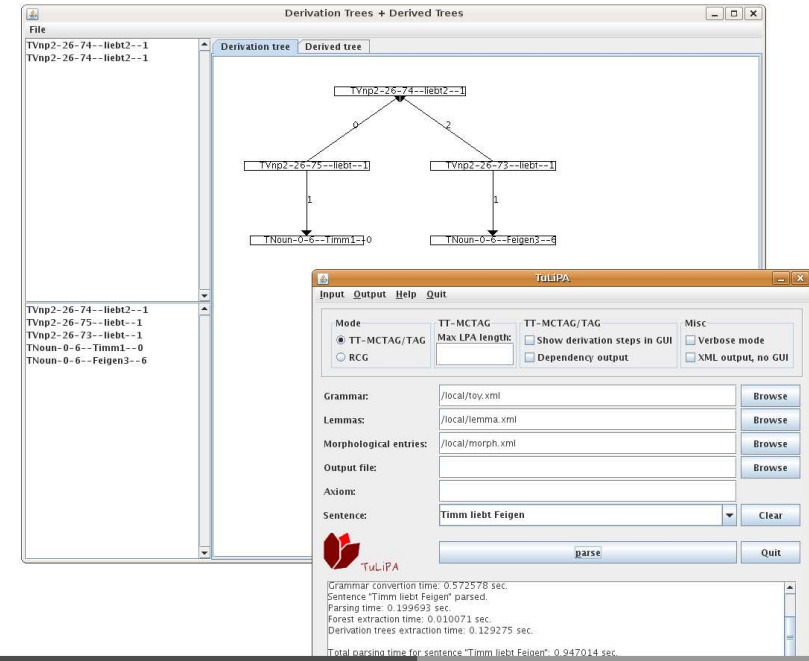 Derivation Trees + Derived Trees
File
TVnp2-26-74--liebt2--1
TVnp2-26-74--liebt2--1
Derivation tree Derived tree
TVnp2-26-74--liebt2--1
0 2
TVnp2-26-75--liebt--1 TVnp2-26-73--liebt--1
1 1
TNoun-0-6--Timm1--0 TNoun-0-6--Feigen3--6
TVnp2-26-74--liebt2--1
TVnp2-26-75--liebt--1
TVnp2-26-73--liebt--1
TNoun-0-6--Timm1--0
TNoun-0-6--Feigen3--6
TuLiPA
Input Output Help Quit
Mode TT-MCTAG TT-MCTAG/TAG Misc
TT-MCTAG/TAG Max LPA length: Show derivation steps in GUI Verbose mode
RCG Dependency output XML output, no GUI
Grammar: /local/toy.xml Browse
Lemmas: /local/lemma.xml Browse
Morphological entries: /local/morph.xml Browse
Output file: Browse
Axiom:
Sentence: Timm liebt Feigen Clear
TuLiPA parse Quit
Grammar convertion time: 0.572578 sec.
Sentence "Timm liebt Feigen" parsed.
Parsing time: 0.199693 sec.
Forest extraction time: 0.010071 sec.
Derivation trees extraction time: 0.129275 sec.
Total parsing time for sentence "Timm liebt Feigen": 0.947014 sec.